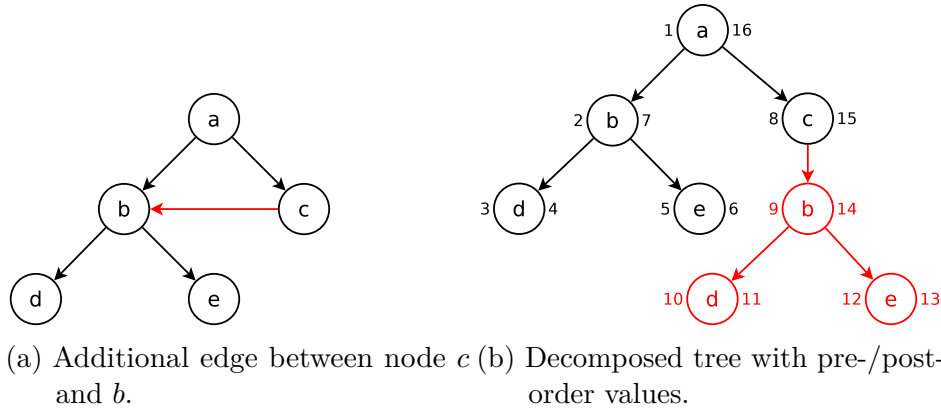 1 a 16
a
2 b 7 8 c 15
b c
3 d 4 5 e 6 9 b 14
d e
10 d 11 12 e 13
(a) Additional edge between node c
and b.
(b) Decomposed tree with pre-/post-
order values.